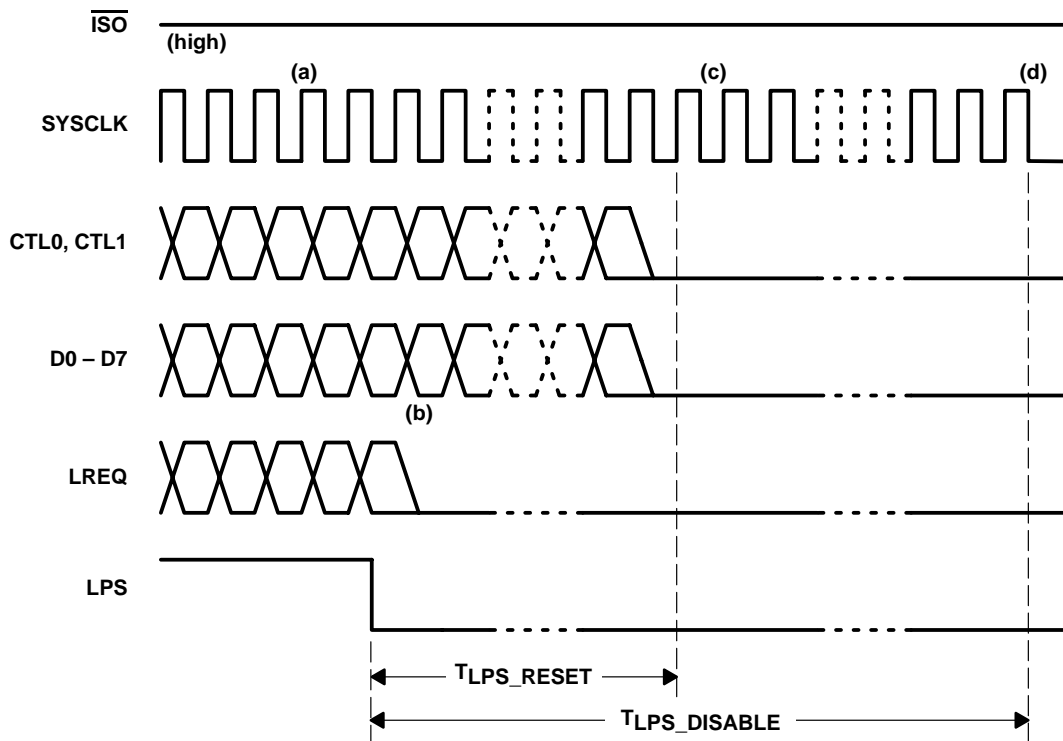 ISO
(high)
(a)
(c)
(d)
SYSCLK
CTL0, CTL1
D0 – D7
(b)
LREQ
LPS
TLPS_RESET
TLPS_DISABLE